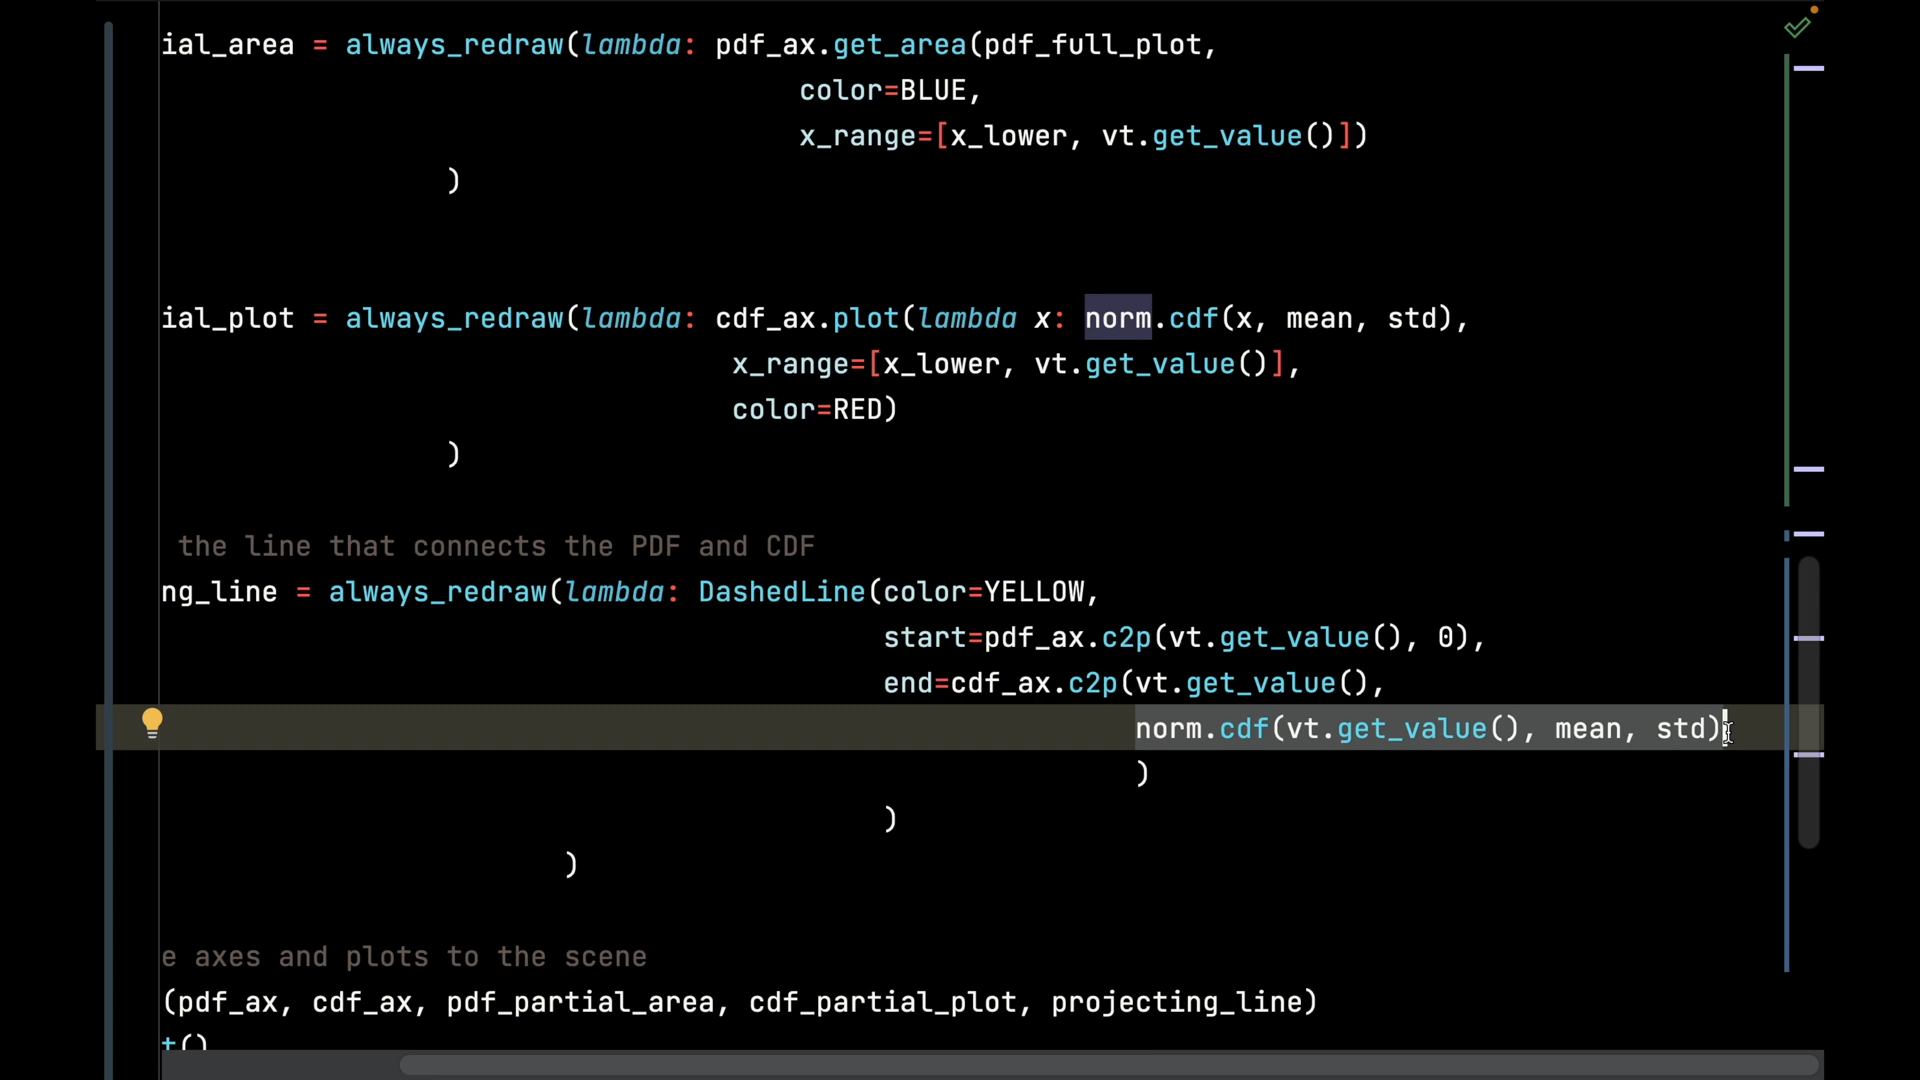 ial_area = always_redraw(lambda: pdf_ax.get_area(pdf_full_plot,
color=BLUE,
x_range=[x_lower, vt.get_value()])
)
ial_plot = always_redraw(lambda: cdf_ax.plot(lambda x: norm.cdf(x, mean, std),
x_range=[x_lower, vt.get_value()],
color=RED)
)
the line that connects the PDF and CDF
ng_line = always_redraw(lambda: DashedLine(color=YELLOW,
start=pdf_ax.c2p(vt.get_value(), 0),
end=cdf_ax.c2p(vt.get_value(),
norm.cdf(vt.get_value(), mean, std)
)
)
)
e axes and plots to the scene
(pdf_ax, cdf_ax, pdf_partial_area, cdf_partial_plot, projecting_line)
t()